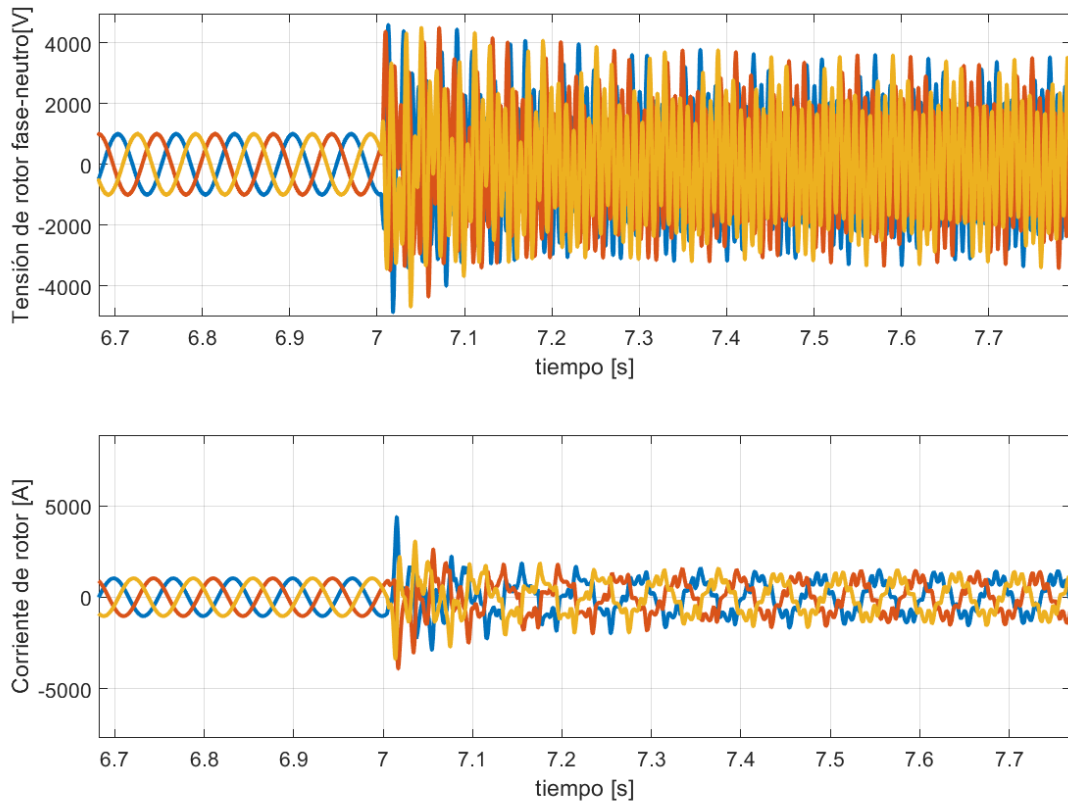 Tensión de rotor fase-neutro[V]
4000
2000
0
-2000
-4000
6.7 6.8 6.9 7 7.1 7.2 7.3 7.4 7.5 7.6 7.7
tiempo [s]
Corriente de rotor [A]
5000
0
-5000
6.7 6.8 6.9 7 7.1 7.2 7.3 7.4 7.5 7.6 7.7
tiempo [s]